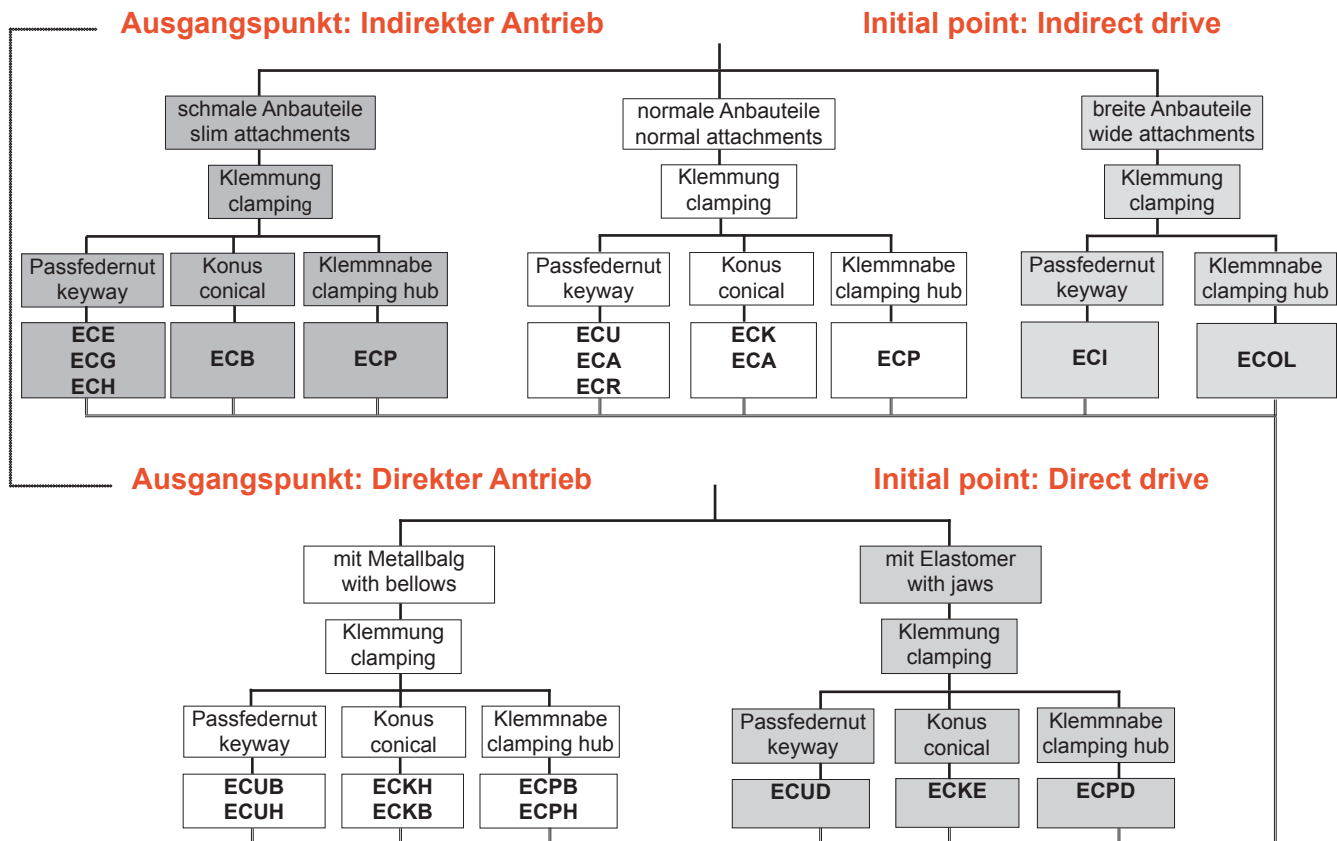 Ausgangspunkt: Indirekter Antrieb
Initial point: Indirect drive
schmale Anbauteile
slim attachments
normale Anbauteile
normal attachments
breite Anbauteile
wide attachments
Klemmung
clamping
Klemmung
clamping
Klemmung
clamping
Passfedernut
keyway
Konus
conical
Klemmnabe
clamping hub
Passfedernut
keyway
Konus
conical
Klemmnabe
clamping hub
Passfedernut
keyway
Klemmnabe
clamping hub
ECE
ECG
ECH
ECB
ECP
ECU
ECA
ECR
ECK
ECA
ECP
ECI
ECOL
Ausgangspunkt: Direkter Antrieb
Initial point: Direct drive
mit Metallbalg
with bellows
mit Elastomer
with jaws
Klemmung
clamping
Klemmung
clamping
Passfedernut
keyway
Konus
conical
Klemmnabe
clamping hub
Passfedernut
keyway
Konus
conical
Klemmnabe
clamping hub
ECUB
ECUH
ECKH
ECKB
ECPB
ECPH
ECUD
ECKE
ECPD